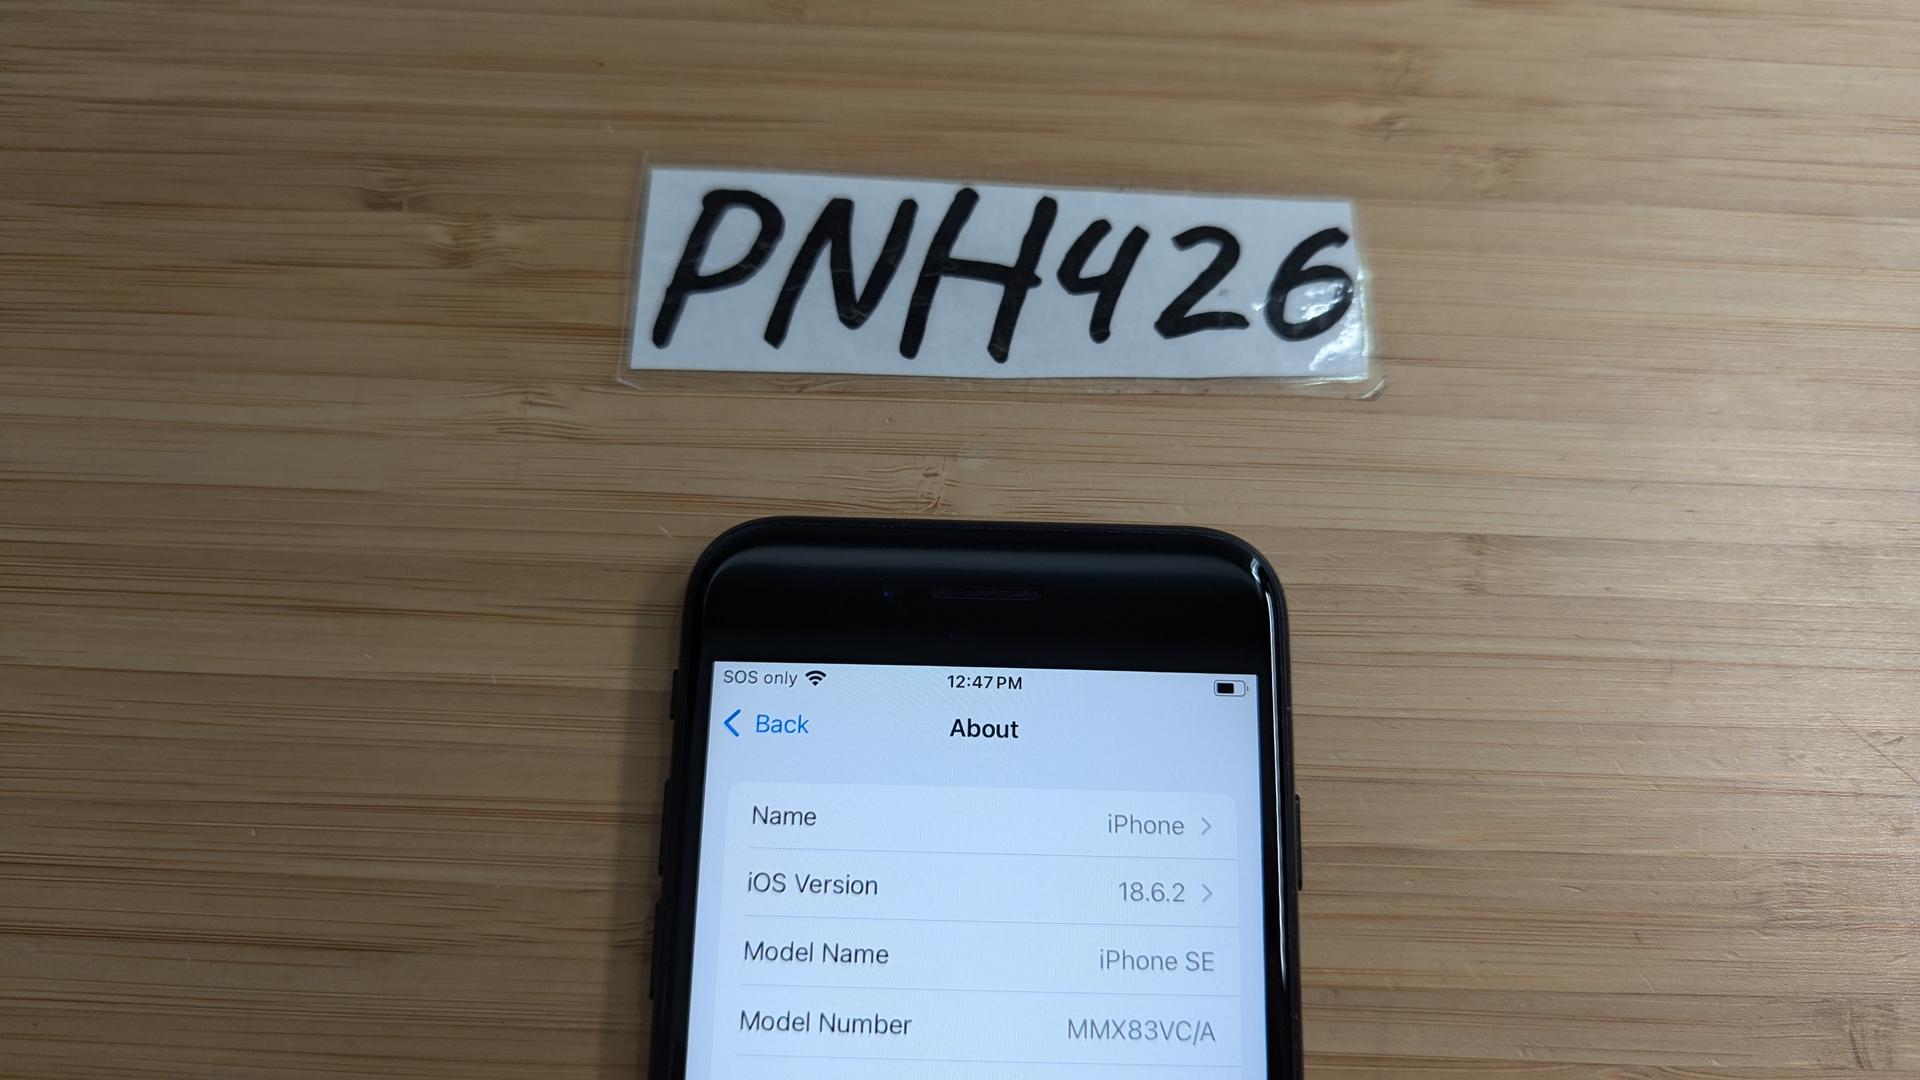 PNH426
SOS only 12:47 PM
Back About
Name iPhone
iOS Version 18.6.2
Model Name iPhone SE
Model Number MMX83VC/A